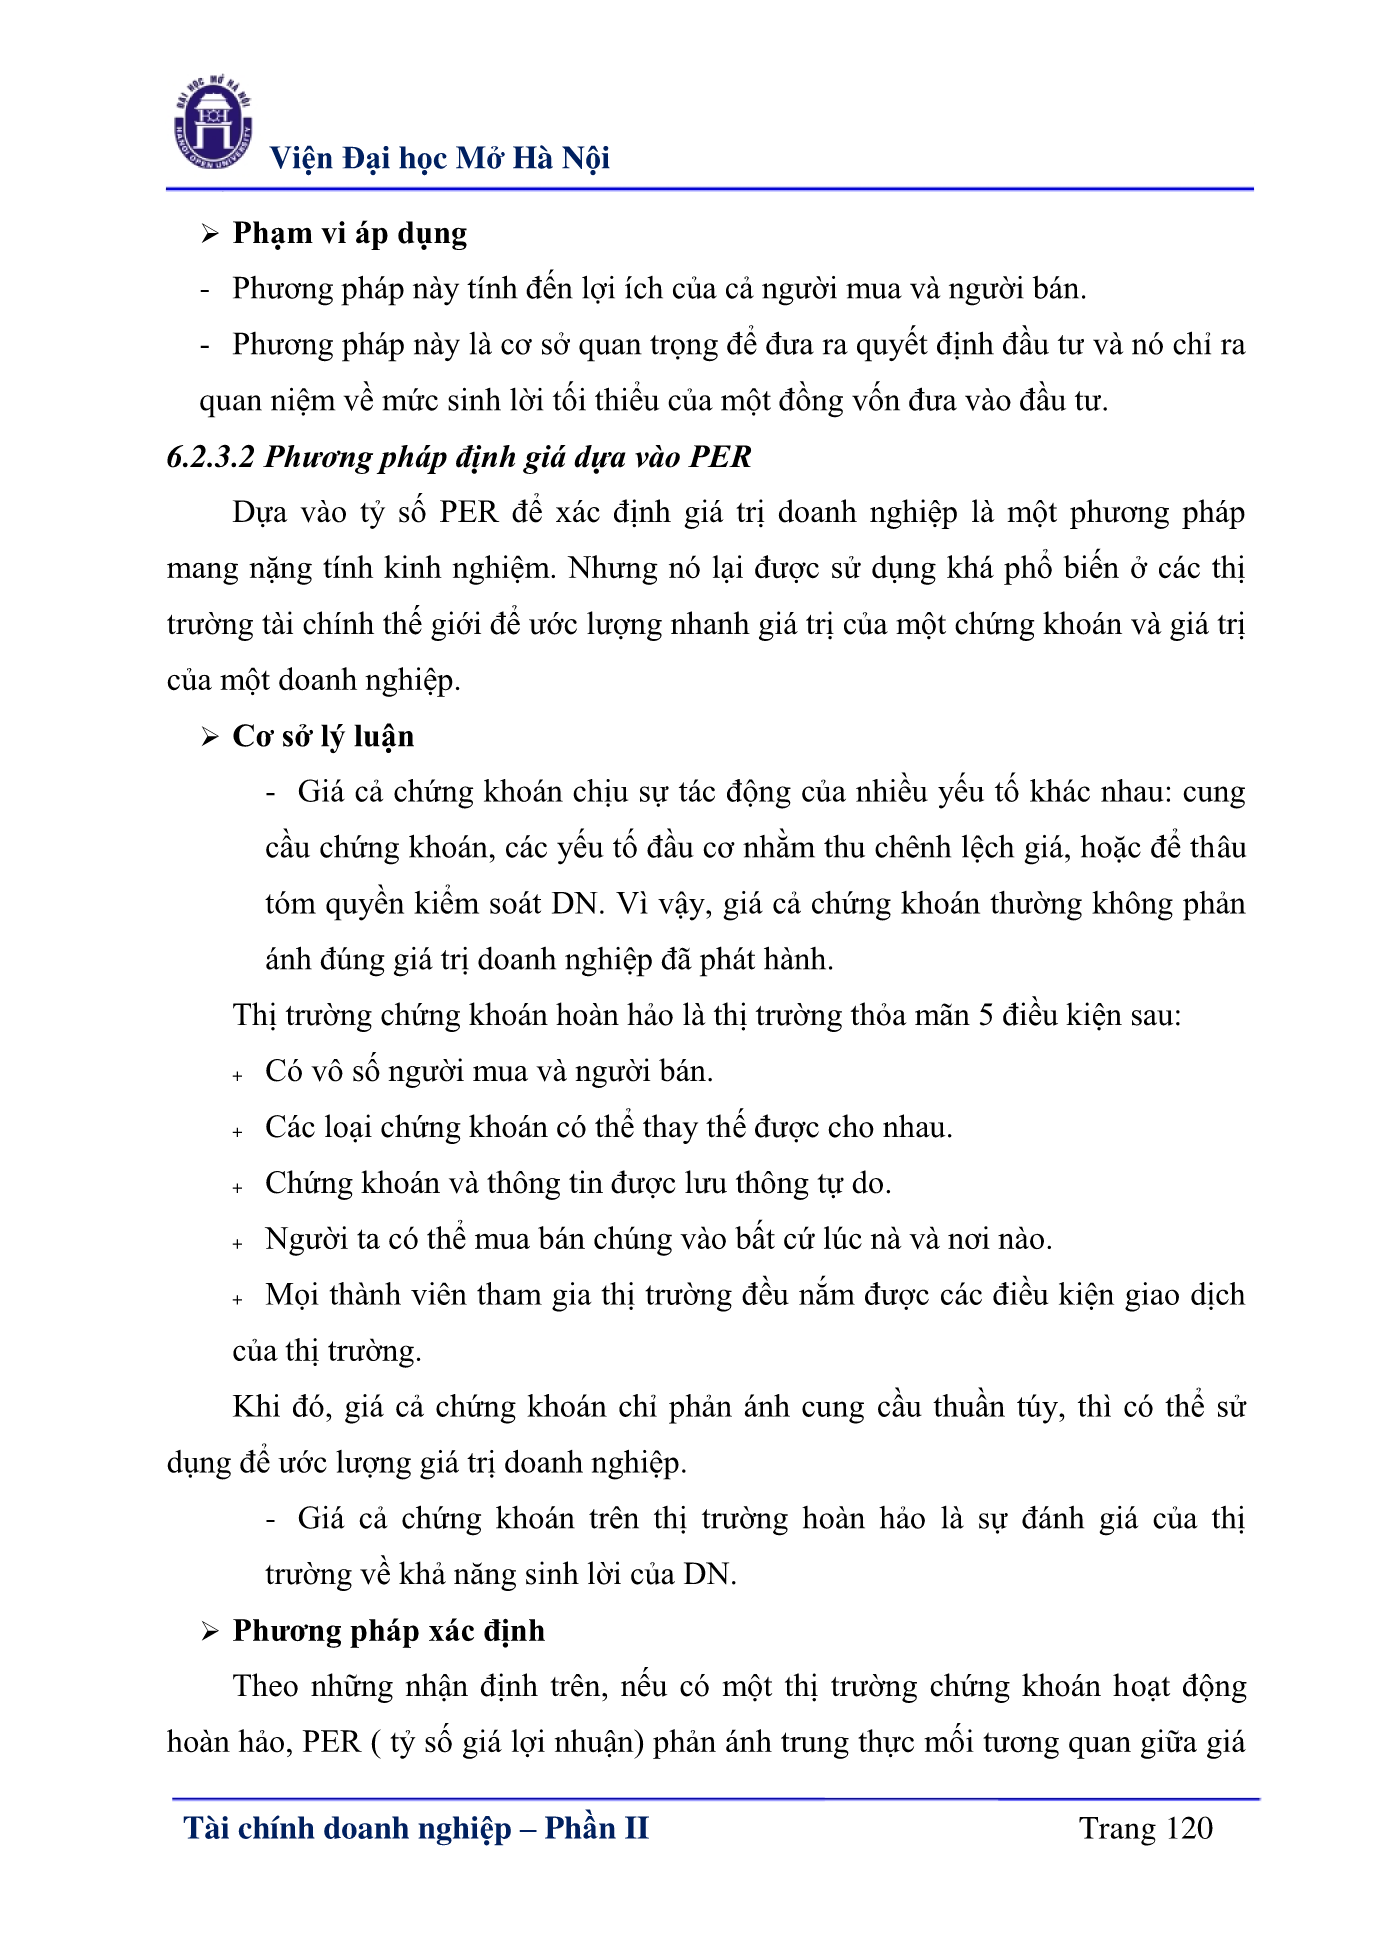 ĐẠI HỌC MỞ HÀ NỘI
HANOI OPEN UNIVERSITY
Viện Đại học Mở Hà Nội
➢ Phạm vi áp dụng
- Phương pháp này tính đến lợi ích của cả người mua và người bán.
- Phương pháp này là cơ sở quan trọng để đưa ra quyết định đầu tư và nó chỉ ra
quan niệm về mức sinh lời tối thiểu của một đồng vốn đưa vào đầu tư.
6.2.3.2 Phương pháp định giá dựa vào PER
Dựa vào tỷ số PER để xác định giá trị doanh nghiệp là một phương pháp
mang nặng tính kinh nghiệm. Nhưng nó lại được sử dụng khá phổ biến ở các thị
trường tài chính thế giới để ước lượng nhanh giá trị của một chứng khoán và giá trị
của một doanh nghiệp.
➢ Cơ sở lý luận
- Giá cả chứng khoán chịu sự tác động của nhiều yếu tố khác nhau: cung
cầu chứng khoán, các yếu tố đầu cơ nhằm thu chênh lệch giá, hoặc để thâu
tóm quyền kiểm soát DN. Vì vậy, giá cả chứng khoán thường không phản
ánh đúng giá trị doanh nghiệp đã phát hành.
Thị trường chứng khoán hoàn hảo là thị trường thỏa mãn 5 điều kiện sau:
+ Có vô số người mua và người bán.
+ Các loại chứng khoán có thể thay thế được cho nhau.
+ Chứng khoán và thông tin được lưu thông tự do.
+ Người ta có thể mua bán chúng vào bất cứ lúc nà và nơi nào.
+ Mọi thành viên tham gia thị trường đều nắm được các điều kiện giao dịch
của thị trường.
Khi đó, giá cả chứng khoán chỉ phản ánh cung cầu thuần túy, thì có thể sử
dụng để ước lượng giá trị doanh nghiệp.
- Giá cả chứng khoán trên thị trường hoàn hảo là sự đánh giá của thị
trường về khả năng sinh lời của DN.
➢ Phương pháp xác định
Theo những nhận định trên, nếu có một thị trường chứng khoán hoạt động
hoàn hảo, PER ( tỷ số giá lợi nhuận) phản ánh trung thực mối tương quan giữa giá
Tài chính doanh nghiệp – Phần II Trang 120